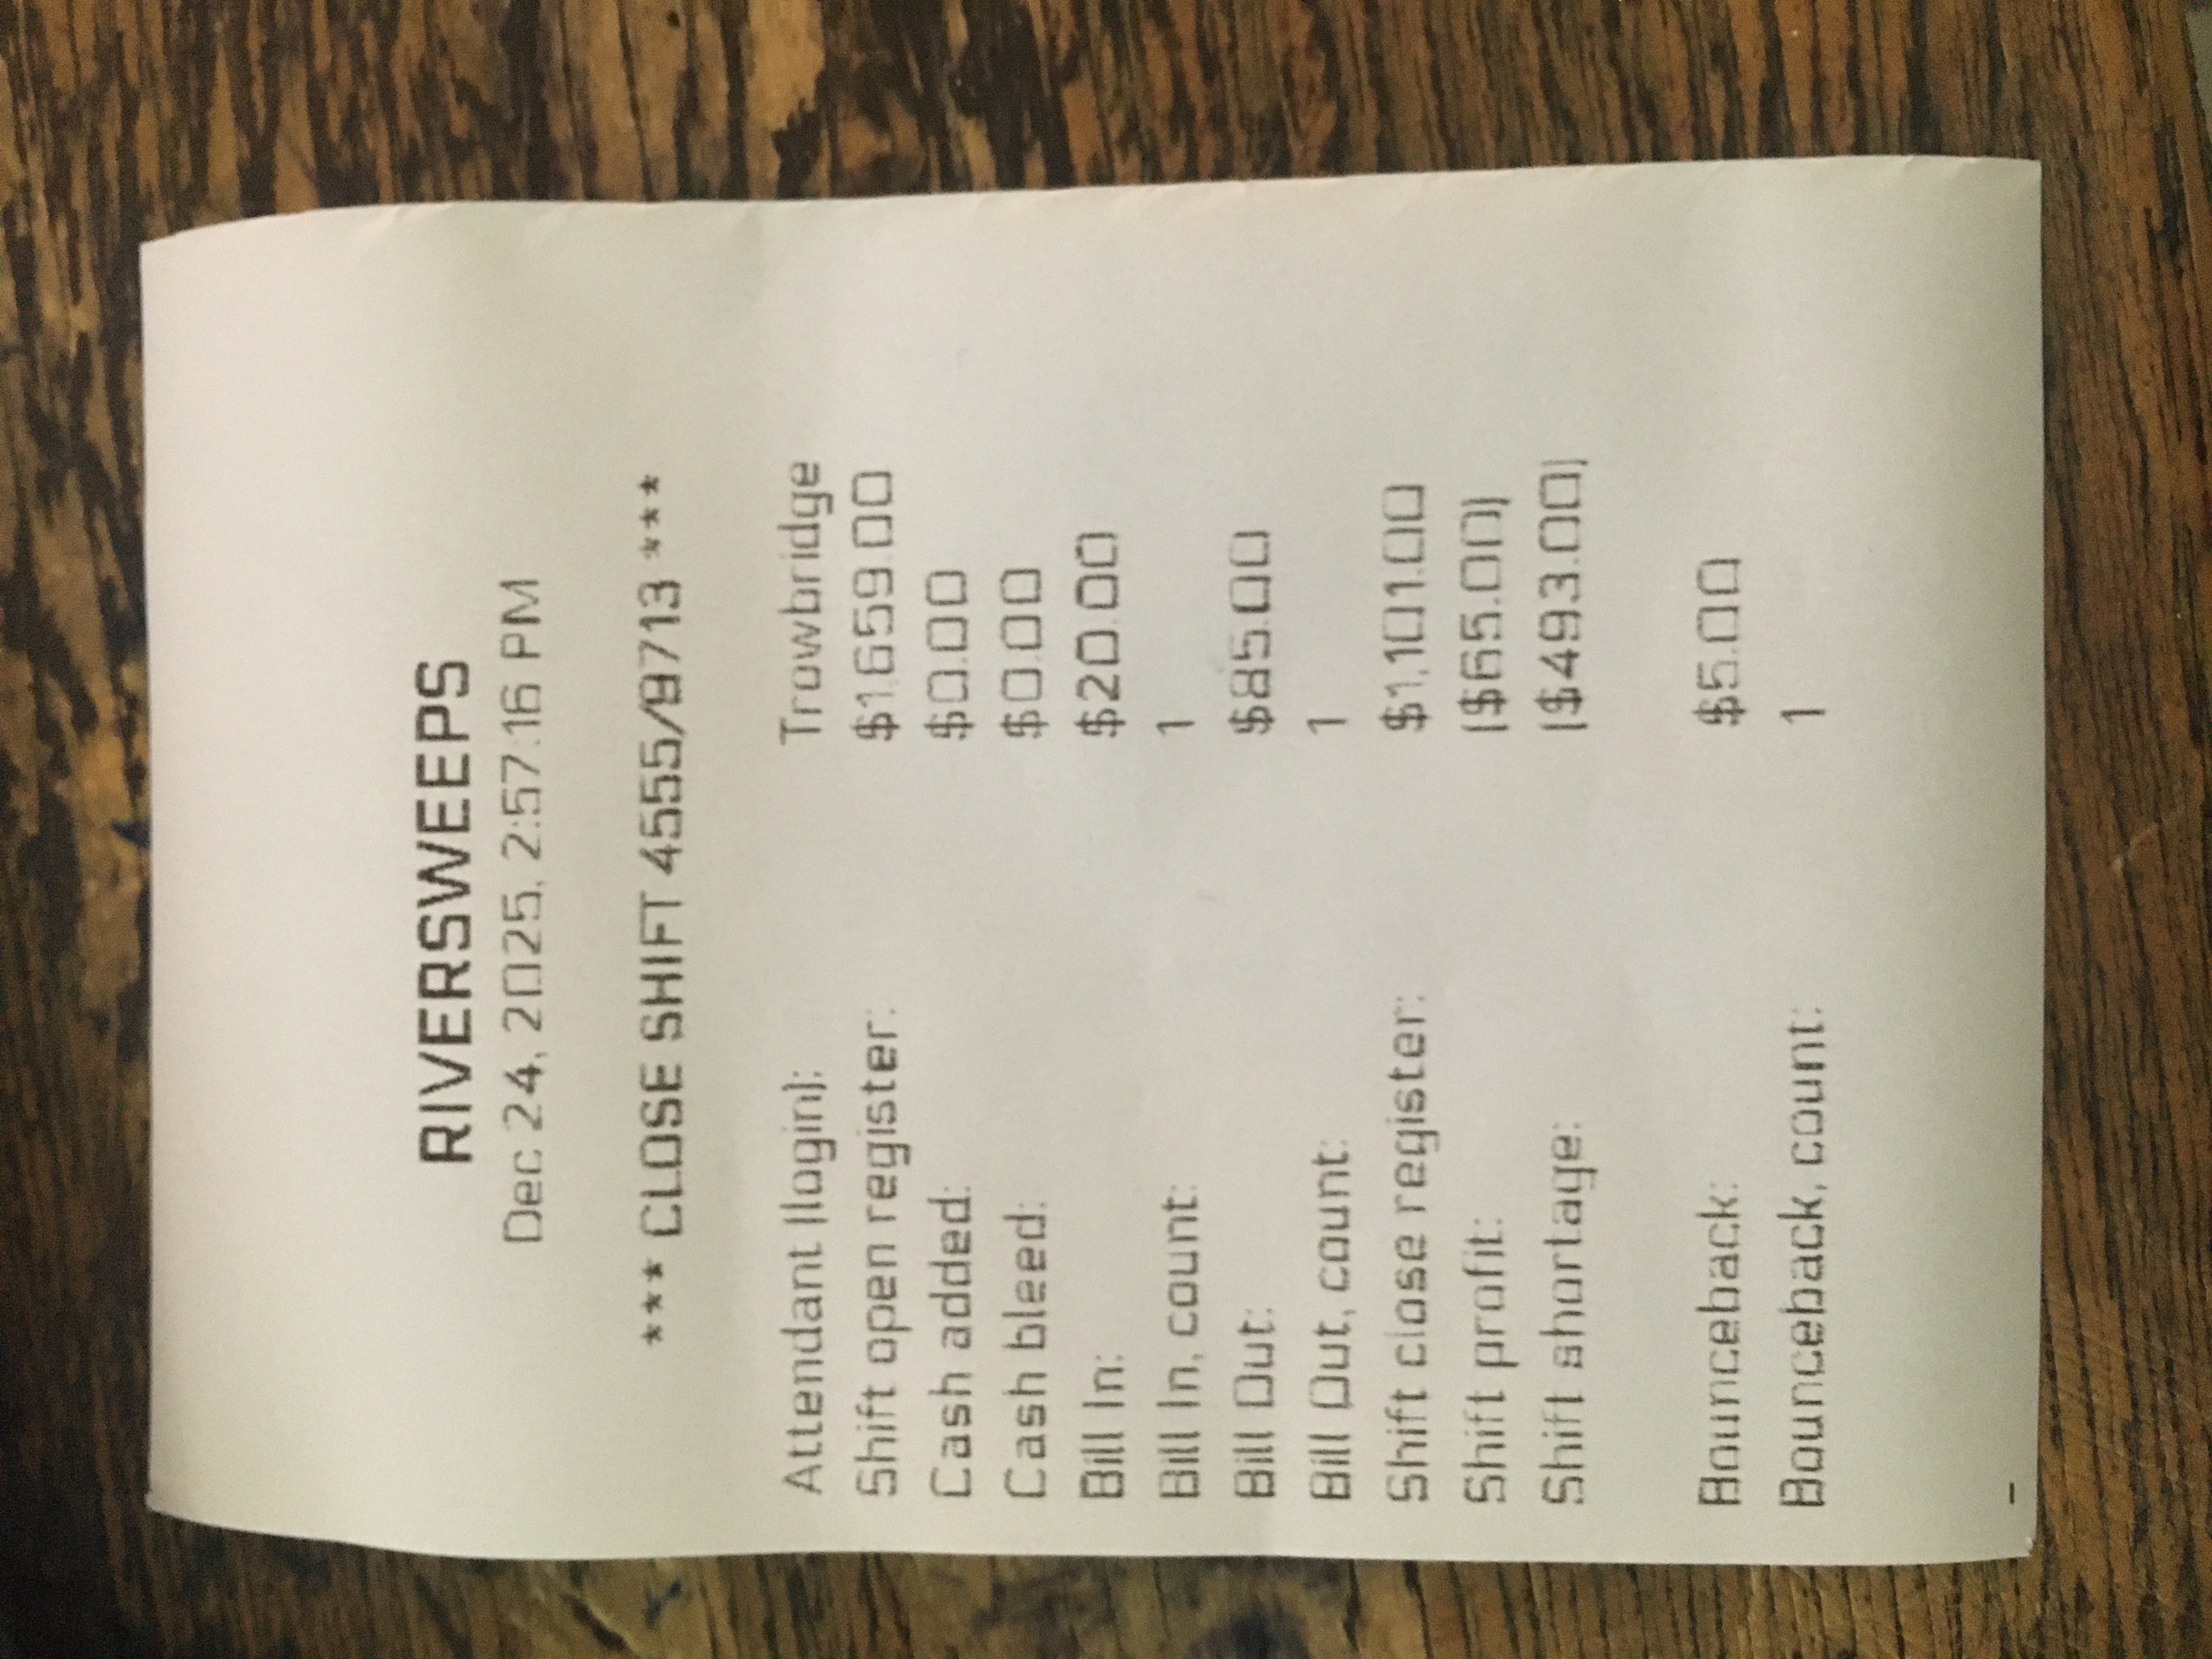 RIVERSWEEPS
Dec 24, 2025, 2:57:16 PM
*** CLOSE SHIFT 4555/9713 ***
Attendant (login): Trowbridge
Shift open register: $1,659.00
Cash added: $0.00
Cash bleed: $0.00
Bill In: $20.00
Bill In, count: 1
Bill Out: $85.00
Bill Out, count: 1
Shift close register: $1,101.00
Shift profit: ($65.00)
Shift shortage: ($493.00)
Bounceback: $5.00
Bounceback, count: 1